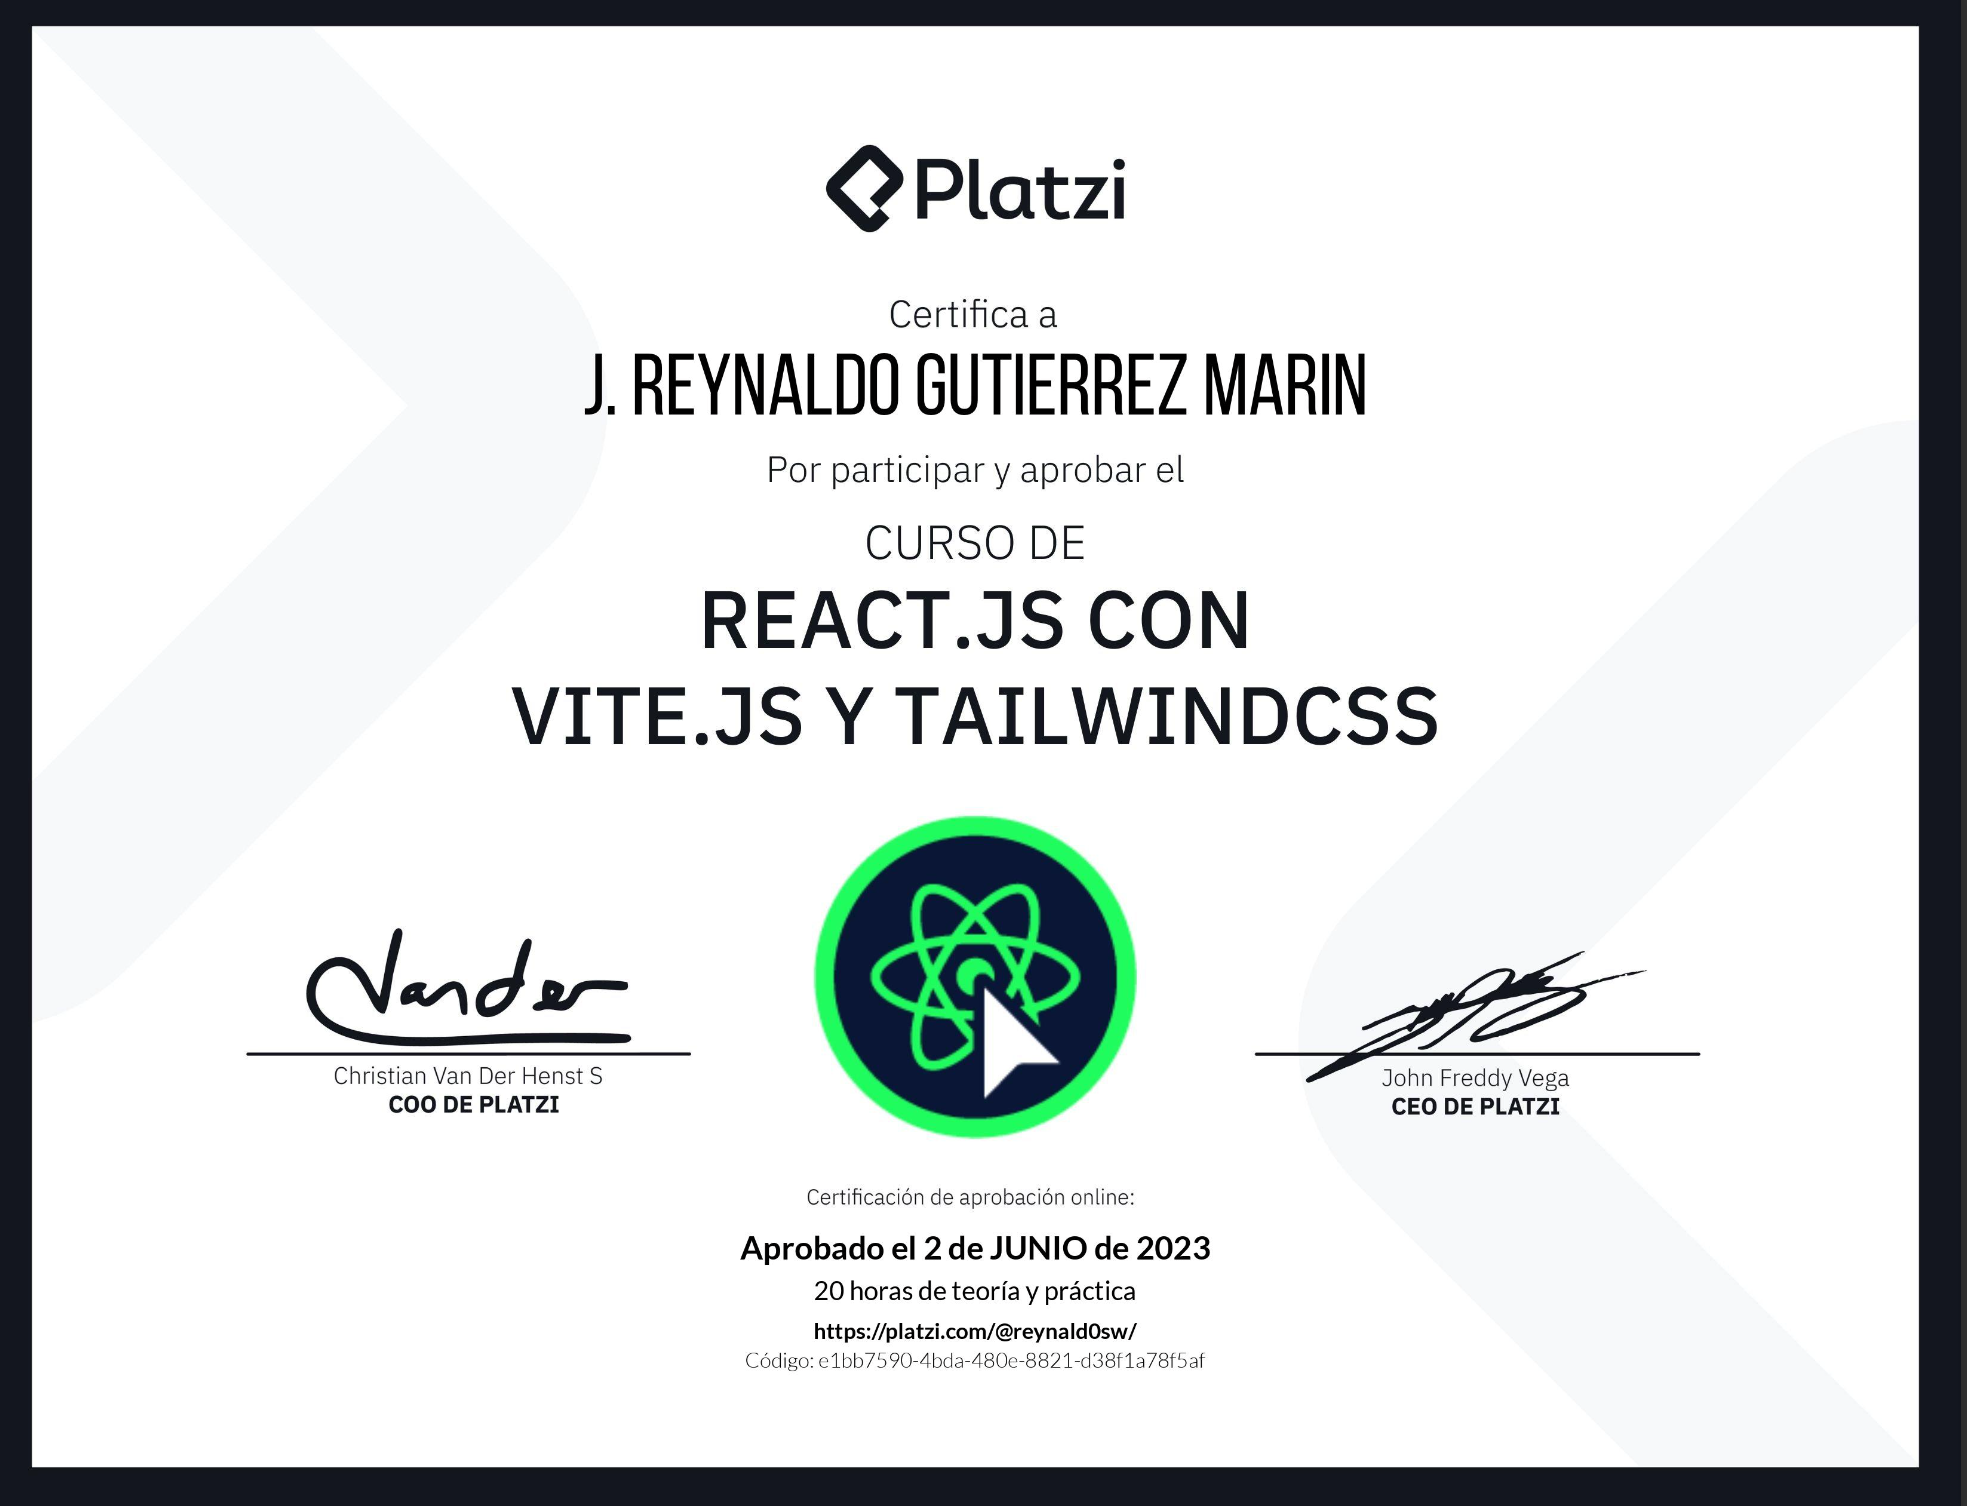 Platzi
Certifica a
J. REYNALDO GUTIERREZ MARIN
Por participar y aprobar el
CURSO DE
REACT.JS CON
VITE.JS Y TAILWINDCSS
Vander
Christian Van Der Henst S
COO DE PLATZI
John Freddy Vega
CEO DE PLATZI
Certificación de aprobación online:
Aprobado el 2 de JUNIO de 2023
20 horas de teoría y práctica
https://platzi.com/@reynald0sw/
Código: e1bb7590-4bda-480e-8821-d38f1a78f5af